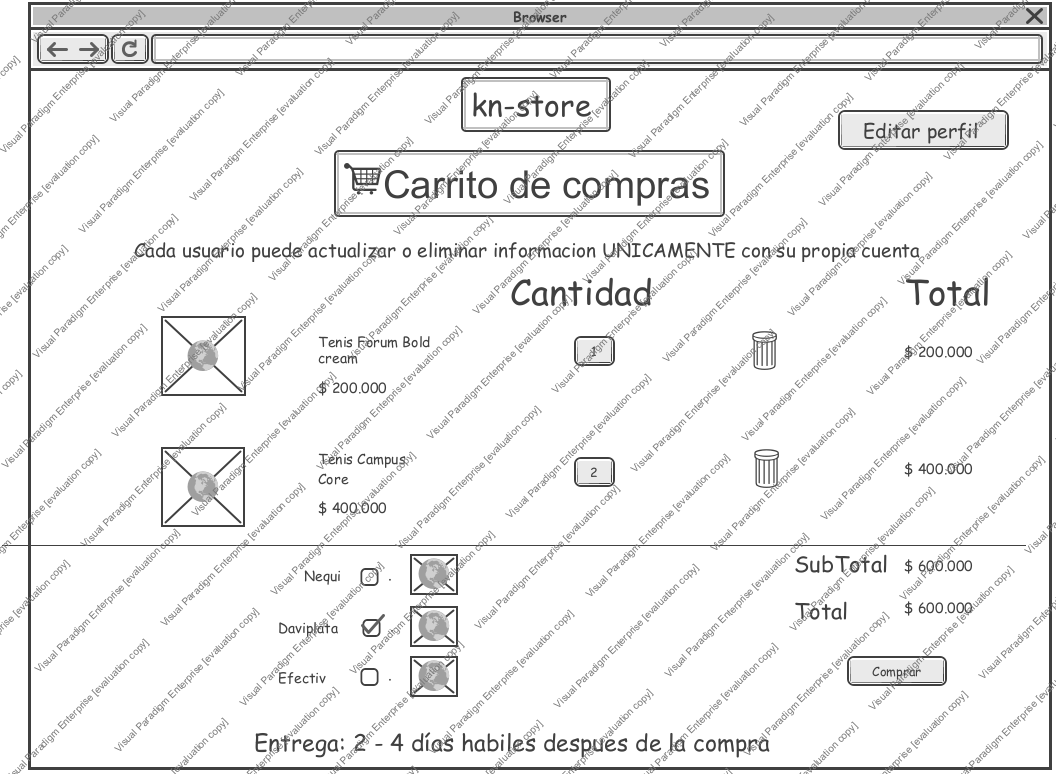 Browser
kn-store
Editar perfil
Carrito de compras
Cada usuario puede actualizar o eliminar informacion UNICAMENTE con su propia cuenta
Cantidad
Total
Tenis Forum Bold
cream
$ 200.000
1
$ 200.000
Tenis Campus
Core
$ 400.000
2
$ 400.000
Nequi
.
Daviplata
Efectiv
.
SubTotal $ 600.000
Total $ 600.000
Comprar
Entrega: 2 - 4 días habiles despues de la compra
Visual Paradigm Enterprise [evaluation copy]